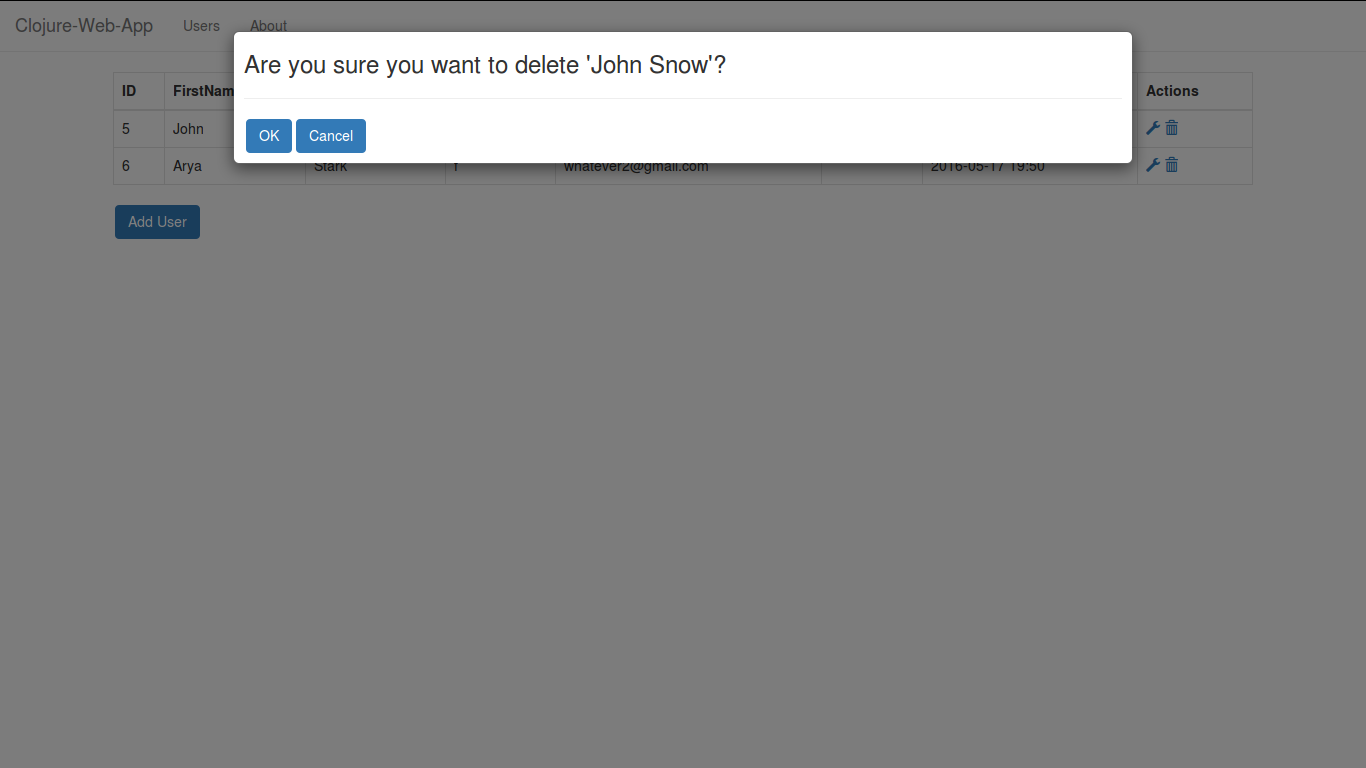 Clojure-Web-App Users About
Are you sure you want to delete 'John Snow'?
OK Cancel
ID FirstNam Actions
5 John
6 Arya Stark whatever2@gmail.com 2016-05-17 19:50
Add User